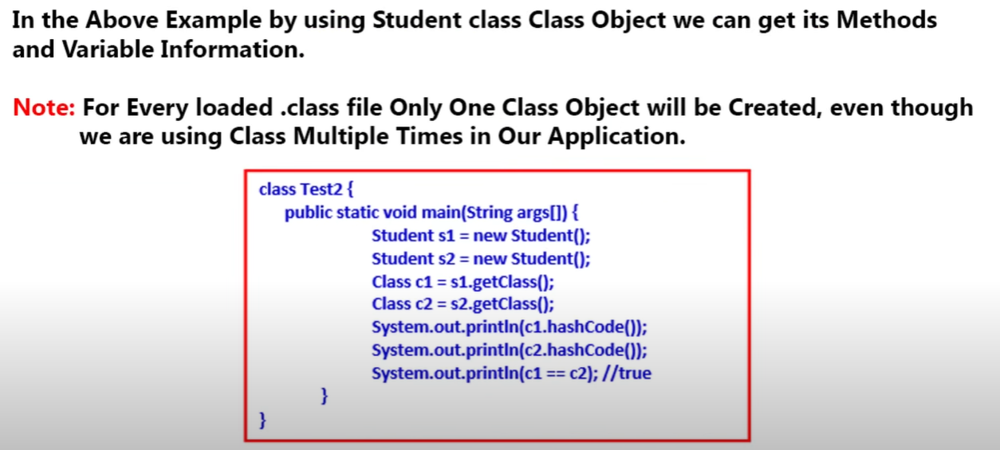 In the Above Example by using Student class Class Object we can get its Methods
and Variable Information.
Note: For Every loaded .class file Only One Class Object will be Created, even though
we are using Class Multiple Times in Our Application.
class Test2 {
public static void main(String args[]) {
Student s1 = new Student();
Student s2 = new Student();
Class c1 = s1.getClass();
Class c2 = s2.getClass();
System.out.println(c1.hashCode());
System.out.println(c2.hashCode());
System.out.println(c1 == c2); //true
}
}